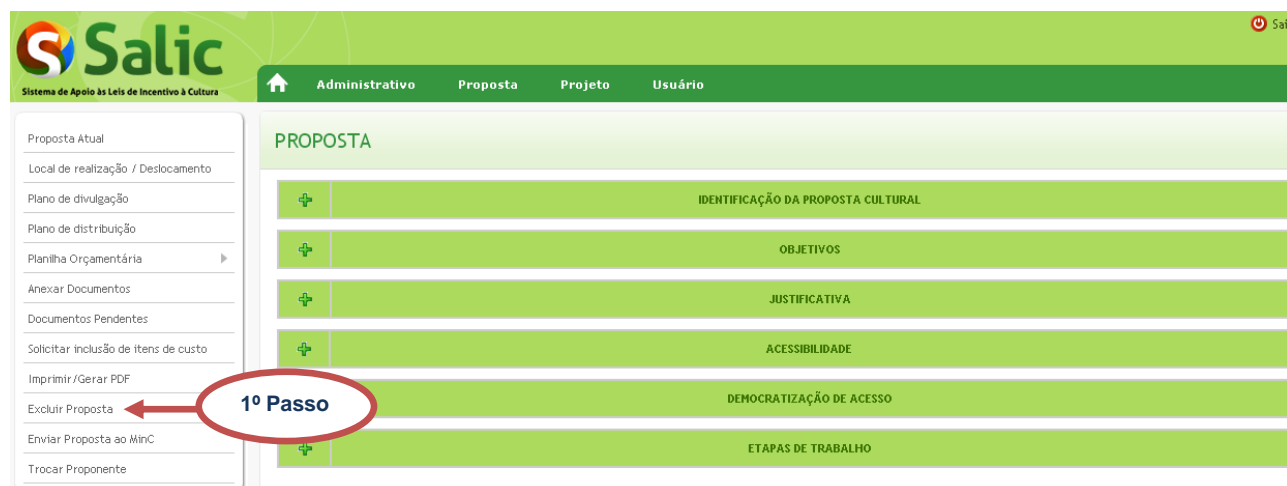 Salic
Sistema de Apoio às Leis de Incentivo à Cultura
Sai
Administrativo Proposta Projeto Usuário
Proposta Atual
Local de realização / Deslocamento
Plano de divulgação
Plano de distribuição
Planilha Orçamentária
Anexar Documentos
Documentos Pendentes
Solicitar inclusão de itens de custo
Imprimir/Gerar PDF
Excluir Proposta
Enviar Proposta ao MinC
Trocar Proponente
1º Passo
PROPOSTA
IDENTIFICAÇÃO DA PROPOSTA CULTURAL
OBJETIVOS
JUSTIFICATIVA
ACESSIBILIDADE
DEMOCRATIZAÇÃO DE ACESSO
ETAPAS DE TRABALHO